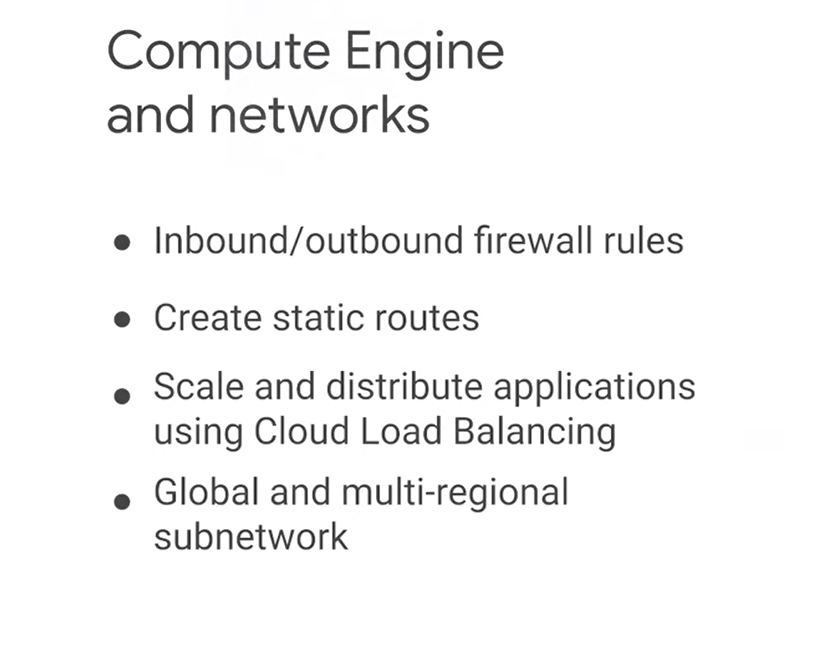 Compute Engine
and networks
● Inbound/outbound firewall rules
● Create static routes
● Scale and distribute applications
using Cloud Load Balancing
● Global and multi-regional
subnetwork